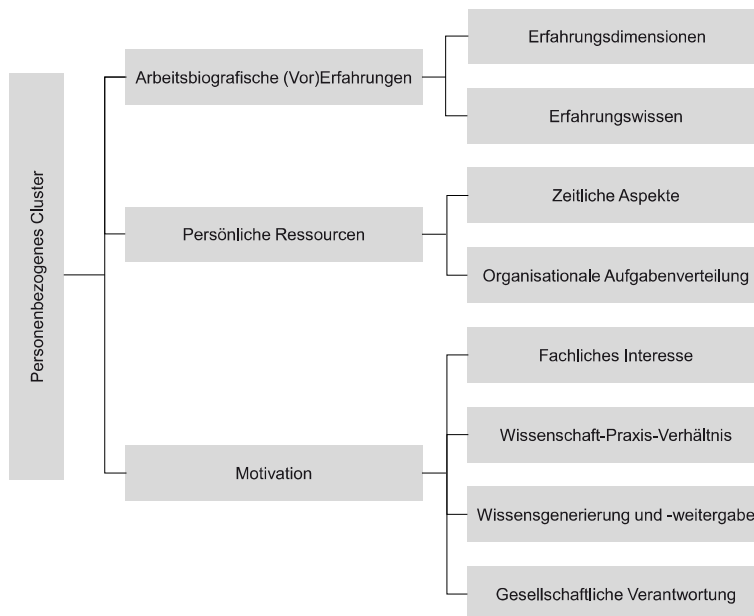 Personenbezogenes Cluster
Arbeitsbiografische (Vor)Erfahrungen
Erfahrungsdimensionen
Erfahrungswissen
Persönliche Ressourcen
Zeitliche Aspekte
Organisationale Aufgabenverteilung
Motivation
Fachliches Interesse
Wissenschaft-Praxis-Verhältnis
Wissensgenerierung und -weitergabe
Gesellschaftliche Verantwortung